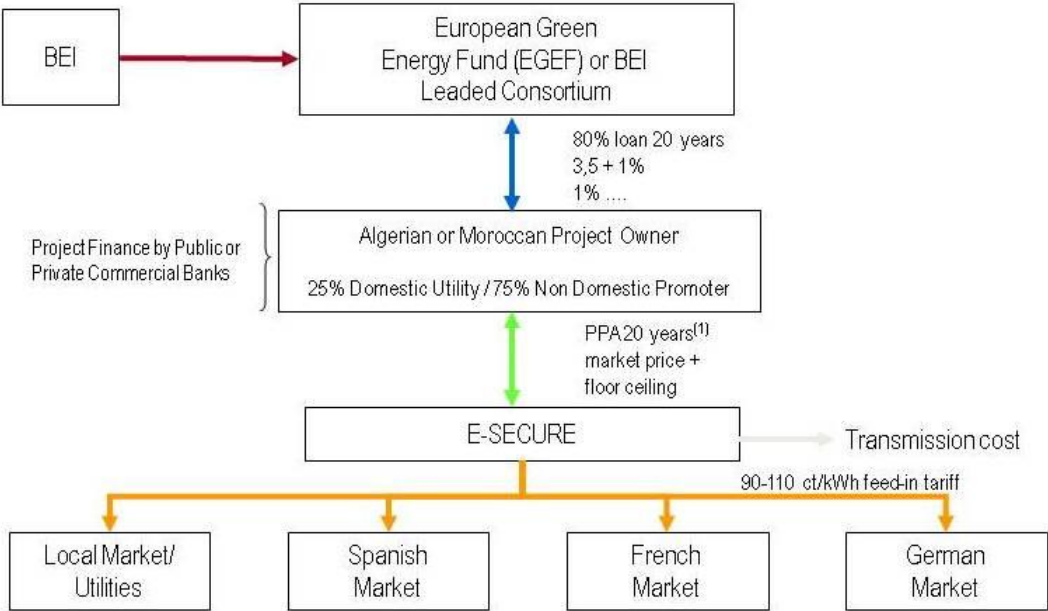 BEI
European Green
Energy Fund (EGEF) or BEI
Leaded Consortium
80% loan 20 years
3,5 + 1%
1% ....
Project Finance by Public or
Private Commercial Banks
Algerian or Moroccan Project Owner
25% Domestic Utility / 75% Non Domestic Promoter
PPA 20 years(1)
market price +
floor ceiling
E-SECURE
Transmission cost
90-110 ct/kWh feed-in tariff
Local Market/
Utilities
Spanish
Market
French
Market
German
Market